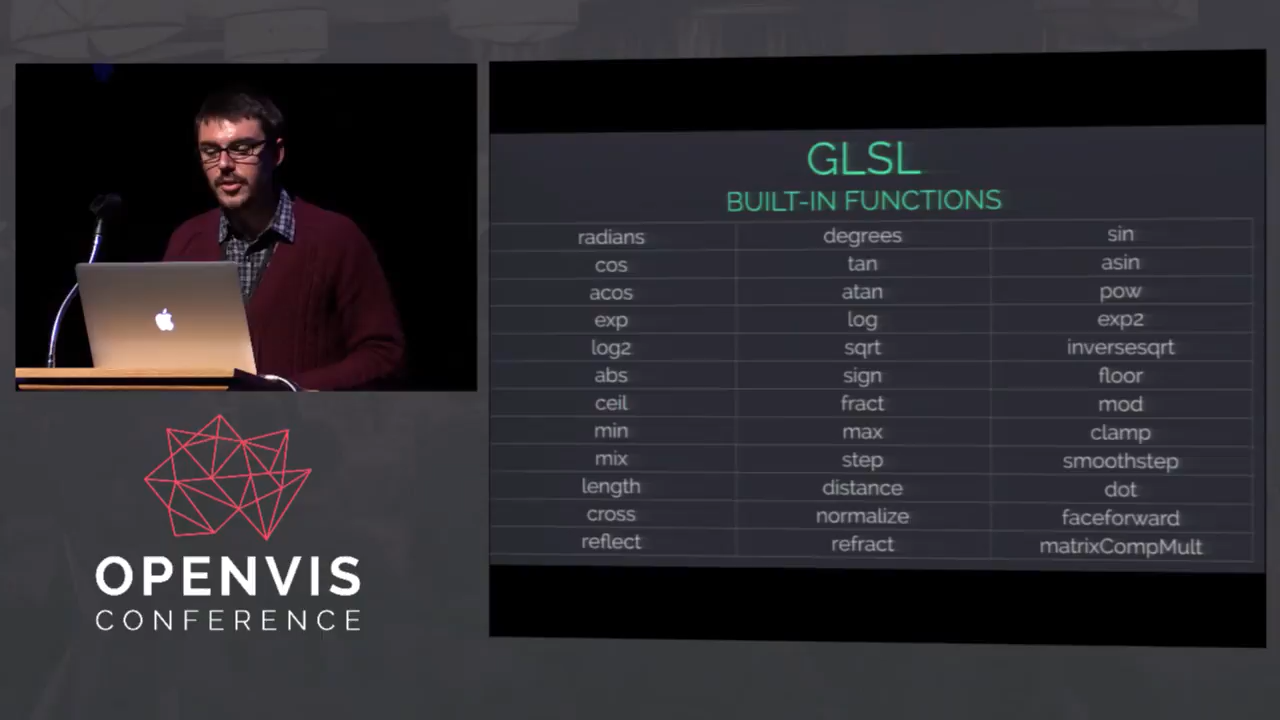 GLSL
BUILT-IN FUNCTIONS
radians degrees sin
cos tan asin
acos atan pow
exp log exp2
log2 sqrt inversesqrt
abs sign floor
ceil fract mod
min max clamp
mix step smoothstep
length distance dot
cross normalize faceforward
reflect refract matrixCompMult
OPENVIS
CONFERENCE